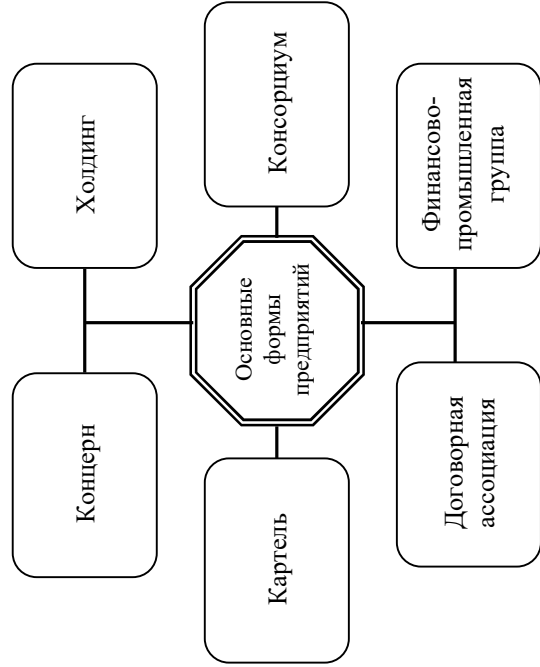 Концерн
Холдинг
Картель
Основные
формы
предприятий
Консорциум
Договорная
ассоциация
Финансово-
промышленная
группа